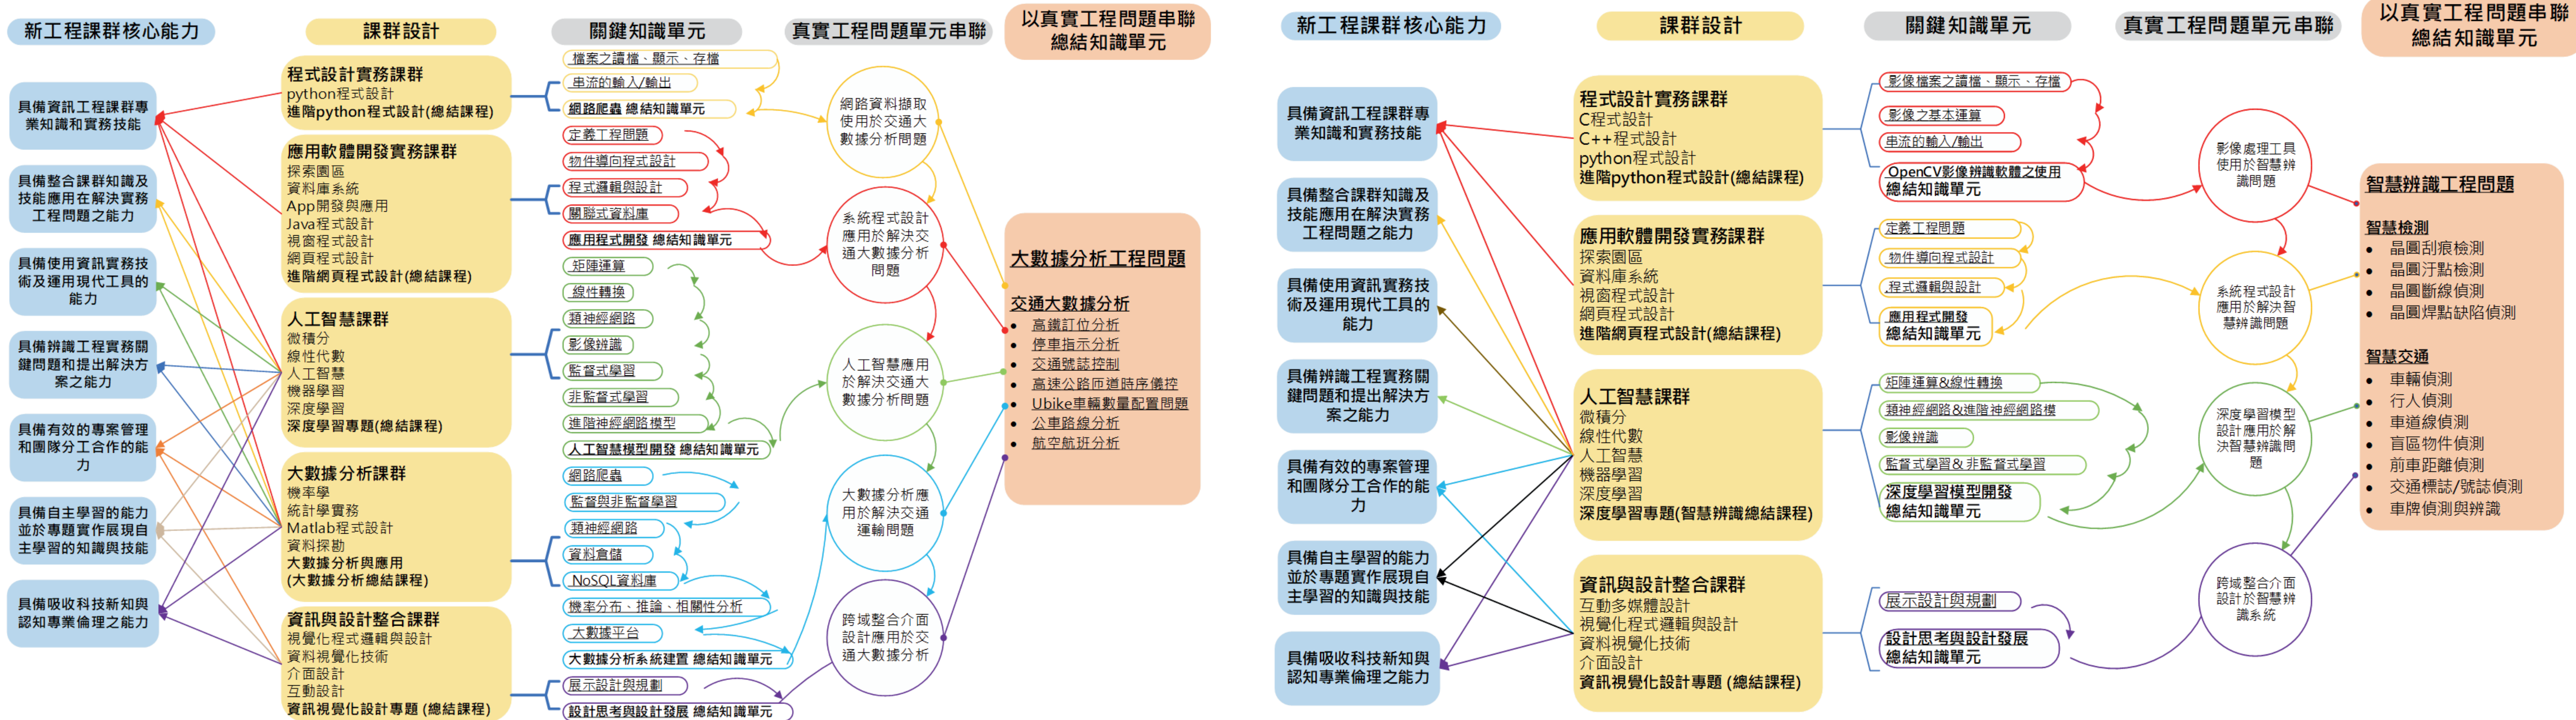 新工程課群核心能力
課群設計
關鍵知識單元
真實工程問題單元串聯
以真實工程問題串聯
總結知識單元
具備資訊工程課群專
業知識和實務技能
具備整合課群知識及
技能應用在解決實務
工程問題之能力
具備使用資訊實務技
術及運用現代工具的
能力
具備辨識工程實務關
鍵問題和提出解決方
案之能力
具備有效的專案管理
和團隊分工合作的能
力
具備自主學習的能力
並於專題實作展現自
主學習的知識與技能
具備吸收科技新知與
認知專業倫理之能力
程式設計實務課群
python程式設計
進階python程式設計(總結課程)
應用軟體開發實務課群
探索園區
資料庫系統
App開發與應用
Java程式設計
視窗程式設計
網頁程式設計
進階網頁程式設計(總結課程)
人工智慧課群
微積分
線性代數
人工智慧
機器學習
深度學習
深度學習專題(總結課程)
大數據分析課群
機率學
統計學實務
Matlab程式設計
資料探勘
大數據分析與應用
(大數據分析總結課程)
資訊與設計整合課群
視覺化程式邏輯與設計
資料視覺化技術
介面設計
互動設計
資訊視覺化設計專題 (總結課程)
檔案之讀檔、顯示、存檔
串流的輸入/輸出
網路爬蟲 總結知識單元
定義工程問題
物件導向程式設計
程式邏輯與設計
關聯式資料庫
應用程式開發 總結知識單元
矩陣運算
線性轉換
類神經網路
影像辨識
監督式學習
非監督式學習
進階神經網路模型
人工智慧模型開發 總結知識單元
網路爬蟲
監督與非監督學習
類神經網路
資料倉儲
NoSQL資料庫
機率分布、推論、相關性分析
大數據平台
大數據分析系統建置 總結知識單元
展示設計與規劃
設計思考與設計發展 總結知識單元
網路資料擷取
使用於交通大
數據分析問題
系統程式設計
應用於解決交
通大數據分析
問題
人工智慧應用
於解決交通大
數據分析問題
大數據分析應
用於解決交通
運輸問題
跨域整合介面
設計應用於交
通大數據分析
大數據分析工程問題
交通大數據分析
• 高鐵訂位分析
• 停車指示分析
• 交通號誌控制
• 高速公路匝道時序儀控
• Ubike車輛數量配置問題
• 公車路線分析
• 航空航班分析
新工程課群核心能力
課群設計
關鍵知識單元
真實工程問題單元串聯
以真實工程問題串聯
總結知識單元
具備資訊工程課群專
業知識和實務技能
具備整合課群知識及
技能應用在解決實務
工程問題之能力
具備使用資訊實務技
術及運用現代工具的
能力
具備辨識工程實務關
鍵問題和提出解決方
案之能力
具備有效的專案管理
和團隊分工合作的能
力
具備自主學習的能力
並於專題實作展現自
主學習的知識與技能
具備吸收科技新知與
認知專業倫理之能力
程式設計實務課群
C程式設計
C++程式設計
python程式設計
進階python程式設計(總結課程)
應用軟體開發實務課群
探索園區
資料庫系統
視窗程式設計
網頁程式設計
進階網頁程式設計(總結課程)
人工智慧課群
微積分
線性代數
人工智慧
機器學習
深度學習
深度學習專題(智慧辨識總結課程)
資訊與設計整合課群
互動多媒體設計
視覺化程式邏輯與設計
資料視覺化技術
介面設計
資訊視覺化設計專題 (總結課程)
影像檔案之讀檔、顯示、存檔
影像之基本運算
串流的輸入/輸出
OpenCV影像辨識軟體之使用
總結知識單元
定義工程問題
物件導向程式設計
程式邏輯與設計
應用程式開發
總結知識單元
矩陣運算&線性轉換
類神經網路&進階神經網路模
影像辨識
監督式學習&非監督式學習
深度學習模型開發
總結知識單元
展示設計與規劃
設計思考與設計發展
總結知識單元
影像處理工具
使用於智慧辨
識問題
系統程式設計
應用於解決智
慧辨識問題
深度學習模型
設計應用於解
決智慧辨識問
題
跨域整合介面
設計於智慧辨
識系統
智慧辨識工程問題
智慧檢測
• 晶圓刮痕檢測
• 晶圓汙點檢測
• 晶圓斷線偵測
• 晶圓焊點缺陷偵測
智慧交通
• 車輛偵測
• 行人偵測
• 車道線偵測
• 盲區物件偵測
• 前車距離偵測
• 交通標誌/號誌偵測
• 車牌偵測與辨識